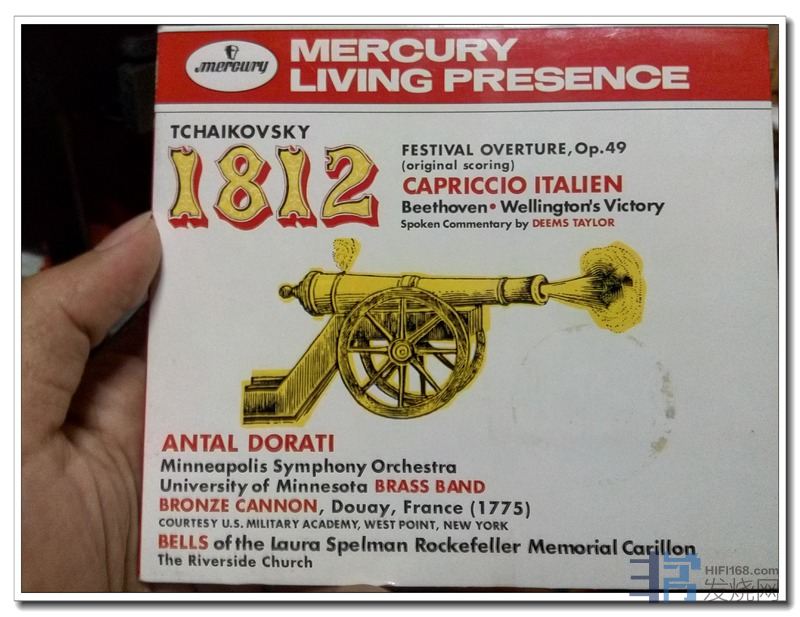 mercury
MERCURY
LIVING PRESENCE
TCHAIKOVSKY
1812
FESTIVAL OVERTURE, Op.49
(original scoring)
CAPRICCIO ITALIEN
Beethoven • Wellington's Victory
Spoken Commentary by DEEMS TAYLOR
ANTAL DORATI
Minneapolis Symphony Orchestra
University of Minnesota BRASS BAND
BRONZE CANNON, Douay, France (1775)
COURTESY U.S. MILITARY ACADEMY, WEST POINT, NEW YORK
BELLS of the Laura Spelman Rockefeller Memorial Carillon
The Riverside Church
HIFI168.com
发烧网